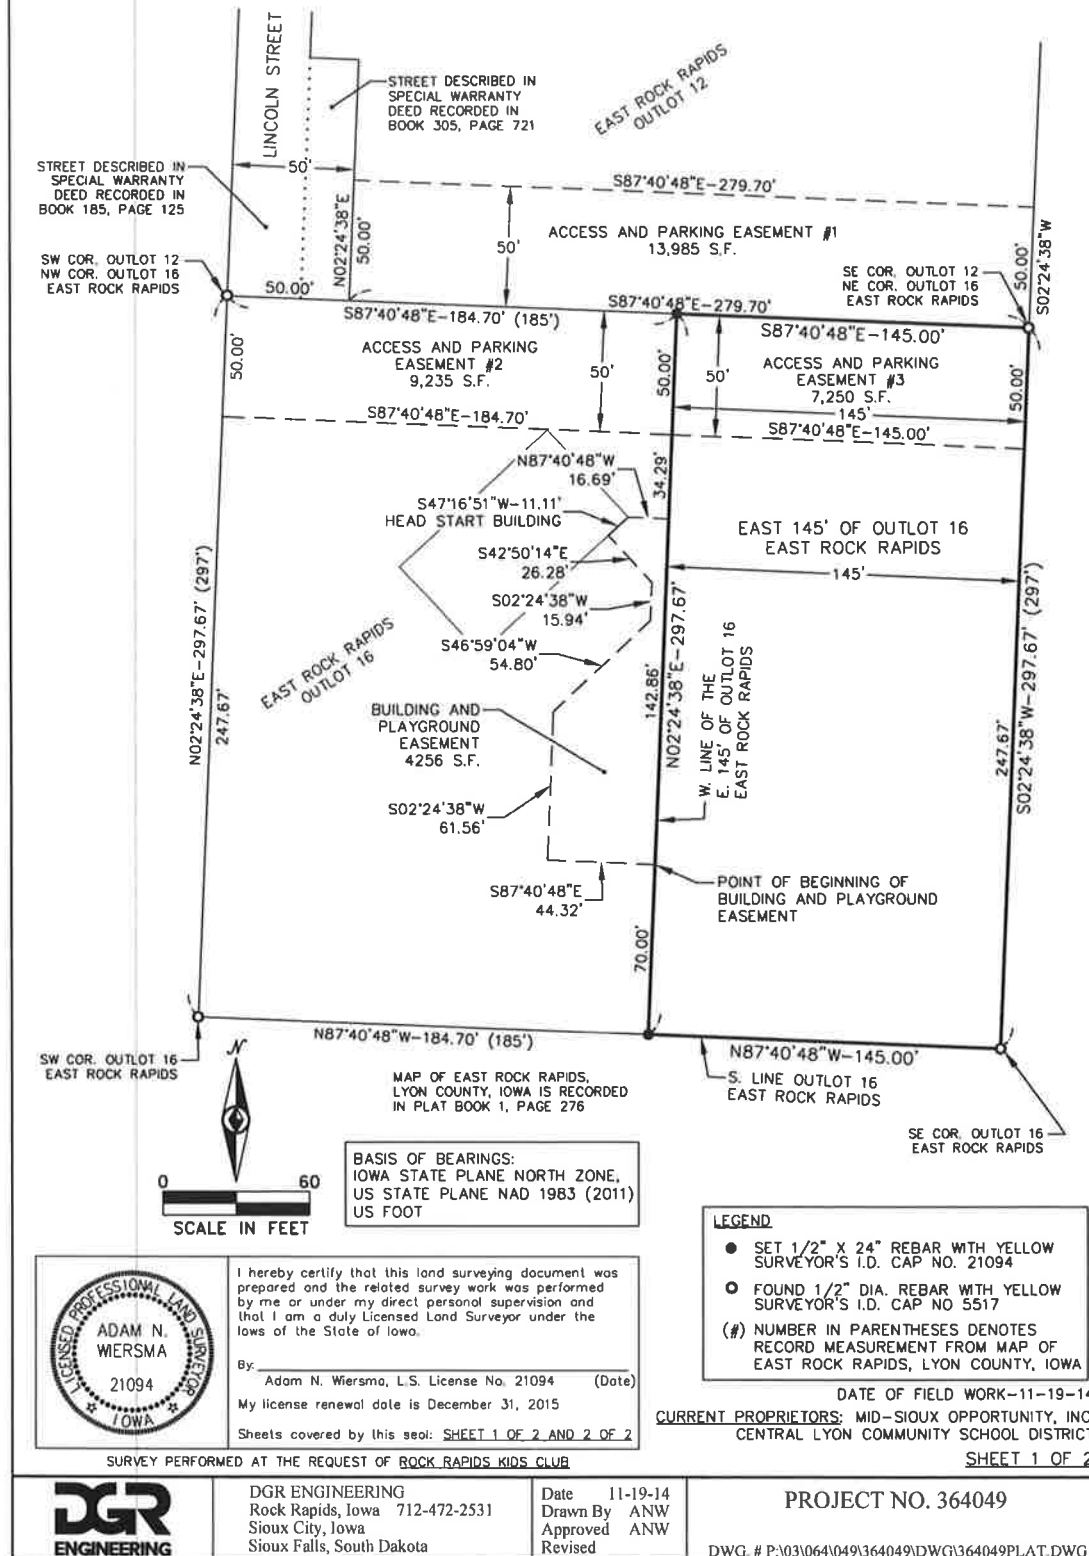 LINCOLN STREET
STREET DESCRIBED IN
SPECIAL WARRANTY
DEED RECORDED IN
BOOK 305, PAGE 721
EAST ROCK RAPIDS
OUTLOT 12
STREET DESCRIBED IN
SPECIAL WARRANTY
DEED RECORDED IN
BOOK 185, PAGE 125
50'
S87°40'48"E-279.70'
N02°24'38"E
50.00'
50'
ACCESS AND PARKING EASEMENT #1
13,985 S.F.
50.00'
S02°24'38"W
SW COR. OUTLOT 12
NW COR. OUTLOT 16
EAST ROCK RAPIDS
SE COR. OUTLOT 12
NE COR. OUTLOT 16
EAST ROCK RAPIDS
50.00'
S87°40'48"E-184.70' (185')
S87°40'48"E-279.70'
S87°40'48"E-145.00'
50.00'
ACCESS AND PARKING
EASEMENT #2
9,235 S.F.
50'
50.00'
50'
ACCESS AND PARKING
EASEMENT #3
7,250 S.F.
50.00'
145'
S87°40'48"E-184.70'
S87°40'48"E-145.00'
N87°40'48"W
16.69'
34.29'
S47°16'51"W-11.11'
HEAD START BUILDING
EAST 145' OF OUTLOT 16
EAST ROCK RAPIDS
S42°50'14"E
26.28'
145'
S02°24'38"W
15.94'
S46°59'04"W
54.80'
EAST ROCK RAPIDS
OUTLOT 16
N02°24'38"E-297.67' (297')
247.67'
BUILDING AND
PLAYGROUND
EASEMENT
4256 S.F.
142.86'
N02°24'38"E-297.67'
W. LINE OF THE
E. 145' OF OUTLOT 16
EAST ROCK RAPIDS
247.67'
S02°24'38"W-297.67' (297')
S02°24'38"W
61.56'
S87°40'48"E
44.32'
POINT OF BEGINNING OF
BUILDING AND PLAYGROUND
EASEMENT
70.00'
N87°40'48"W-184.70' (185')
N87°40'48"W-145.00'
SW COR. OUTLOT 16
EAST ROCK RAPIDS
N
MAP OF EAST ROCK RAPIDS,
LYON COUNTY, IOWA IS RECORDED
IN PLAT BOOK 1, PAGE 276
S. LINE OUTLOT 16
EAST ROCK RAPIDS
SE COR. OUTLOT 16
EAST ROCK RAPIDS
0 60
SCALE IN FEET
BASIS OF BEARINGS:
IOWA STATE PLANE NORTH ZONE,
US STATE PLANE NAD 1983 (2011)
US FOOT
LEGEND
SET 1/2" X 24" REBAR WITH YELLOW
SURVEYOR'S I.D. CAP NO. 21094
FOUND 1/2" DIA. REBAR WITH YELLOW
SURVEYOR'S I.D. CAP NO 5517
(#) NUMBER IN PARENTHESES DENOTES
RECORD MEASUREMENT FROM MAP OF
EAST ROCK RAPIDS, LYON COUNTY, IOWA
LICENSED PROFESSIONAL LAND SURVEYOR
ADAM N.
WIERSMA
21094
IOWA
I hereby certify that this land surveying document was
prepared and the related survey work was performed
by me or under my direct personal supervision and
that I am a duly Licensed Land Surveyor under the
laws of the State of Iowa.
By:
Adam N. Wiersma, L.S. License No. 21094 (Date)
My license renewal date is December 31, 2015
Sheets covered by this seal: SHEET 1 OF 2 AND 2 OF 2
DATE OF FIELD WORK-11-19-14
CURRENT PROPRIETORS: MID-SIOUX OPPORTUNITY, INC
CENTRAL LYON COMMUNITY SCHOOL DISTRICT
SHEET 1 OF 2
SURVEY PERFORMED AT THE REQUEST OF ROCK RAPIDS KIDS CLUB
DGR
ENGINEERING
DGR ENGINEERING
Rock Rapids, Iowa 712-472-2531
Sioux City, Iowa
Sioux Falls, South Dakota
Date 11-19-14
Drawn By ANW
Approved ANW
Revised
PROJECT NO. 364049
DWG. # P:\03\064\049\364049\DWG\364049PLAT.DWG